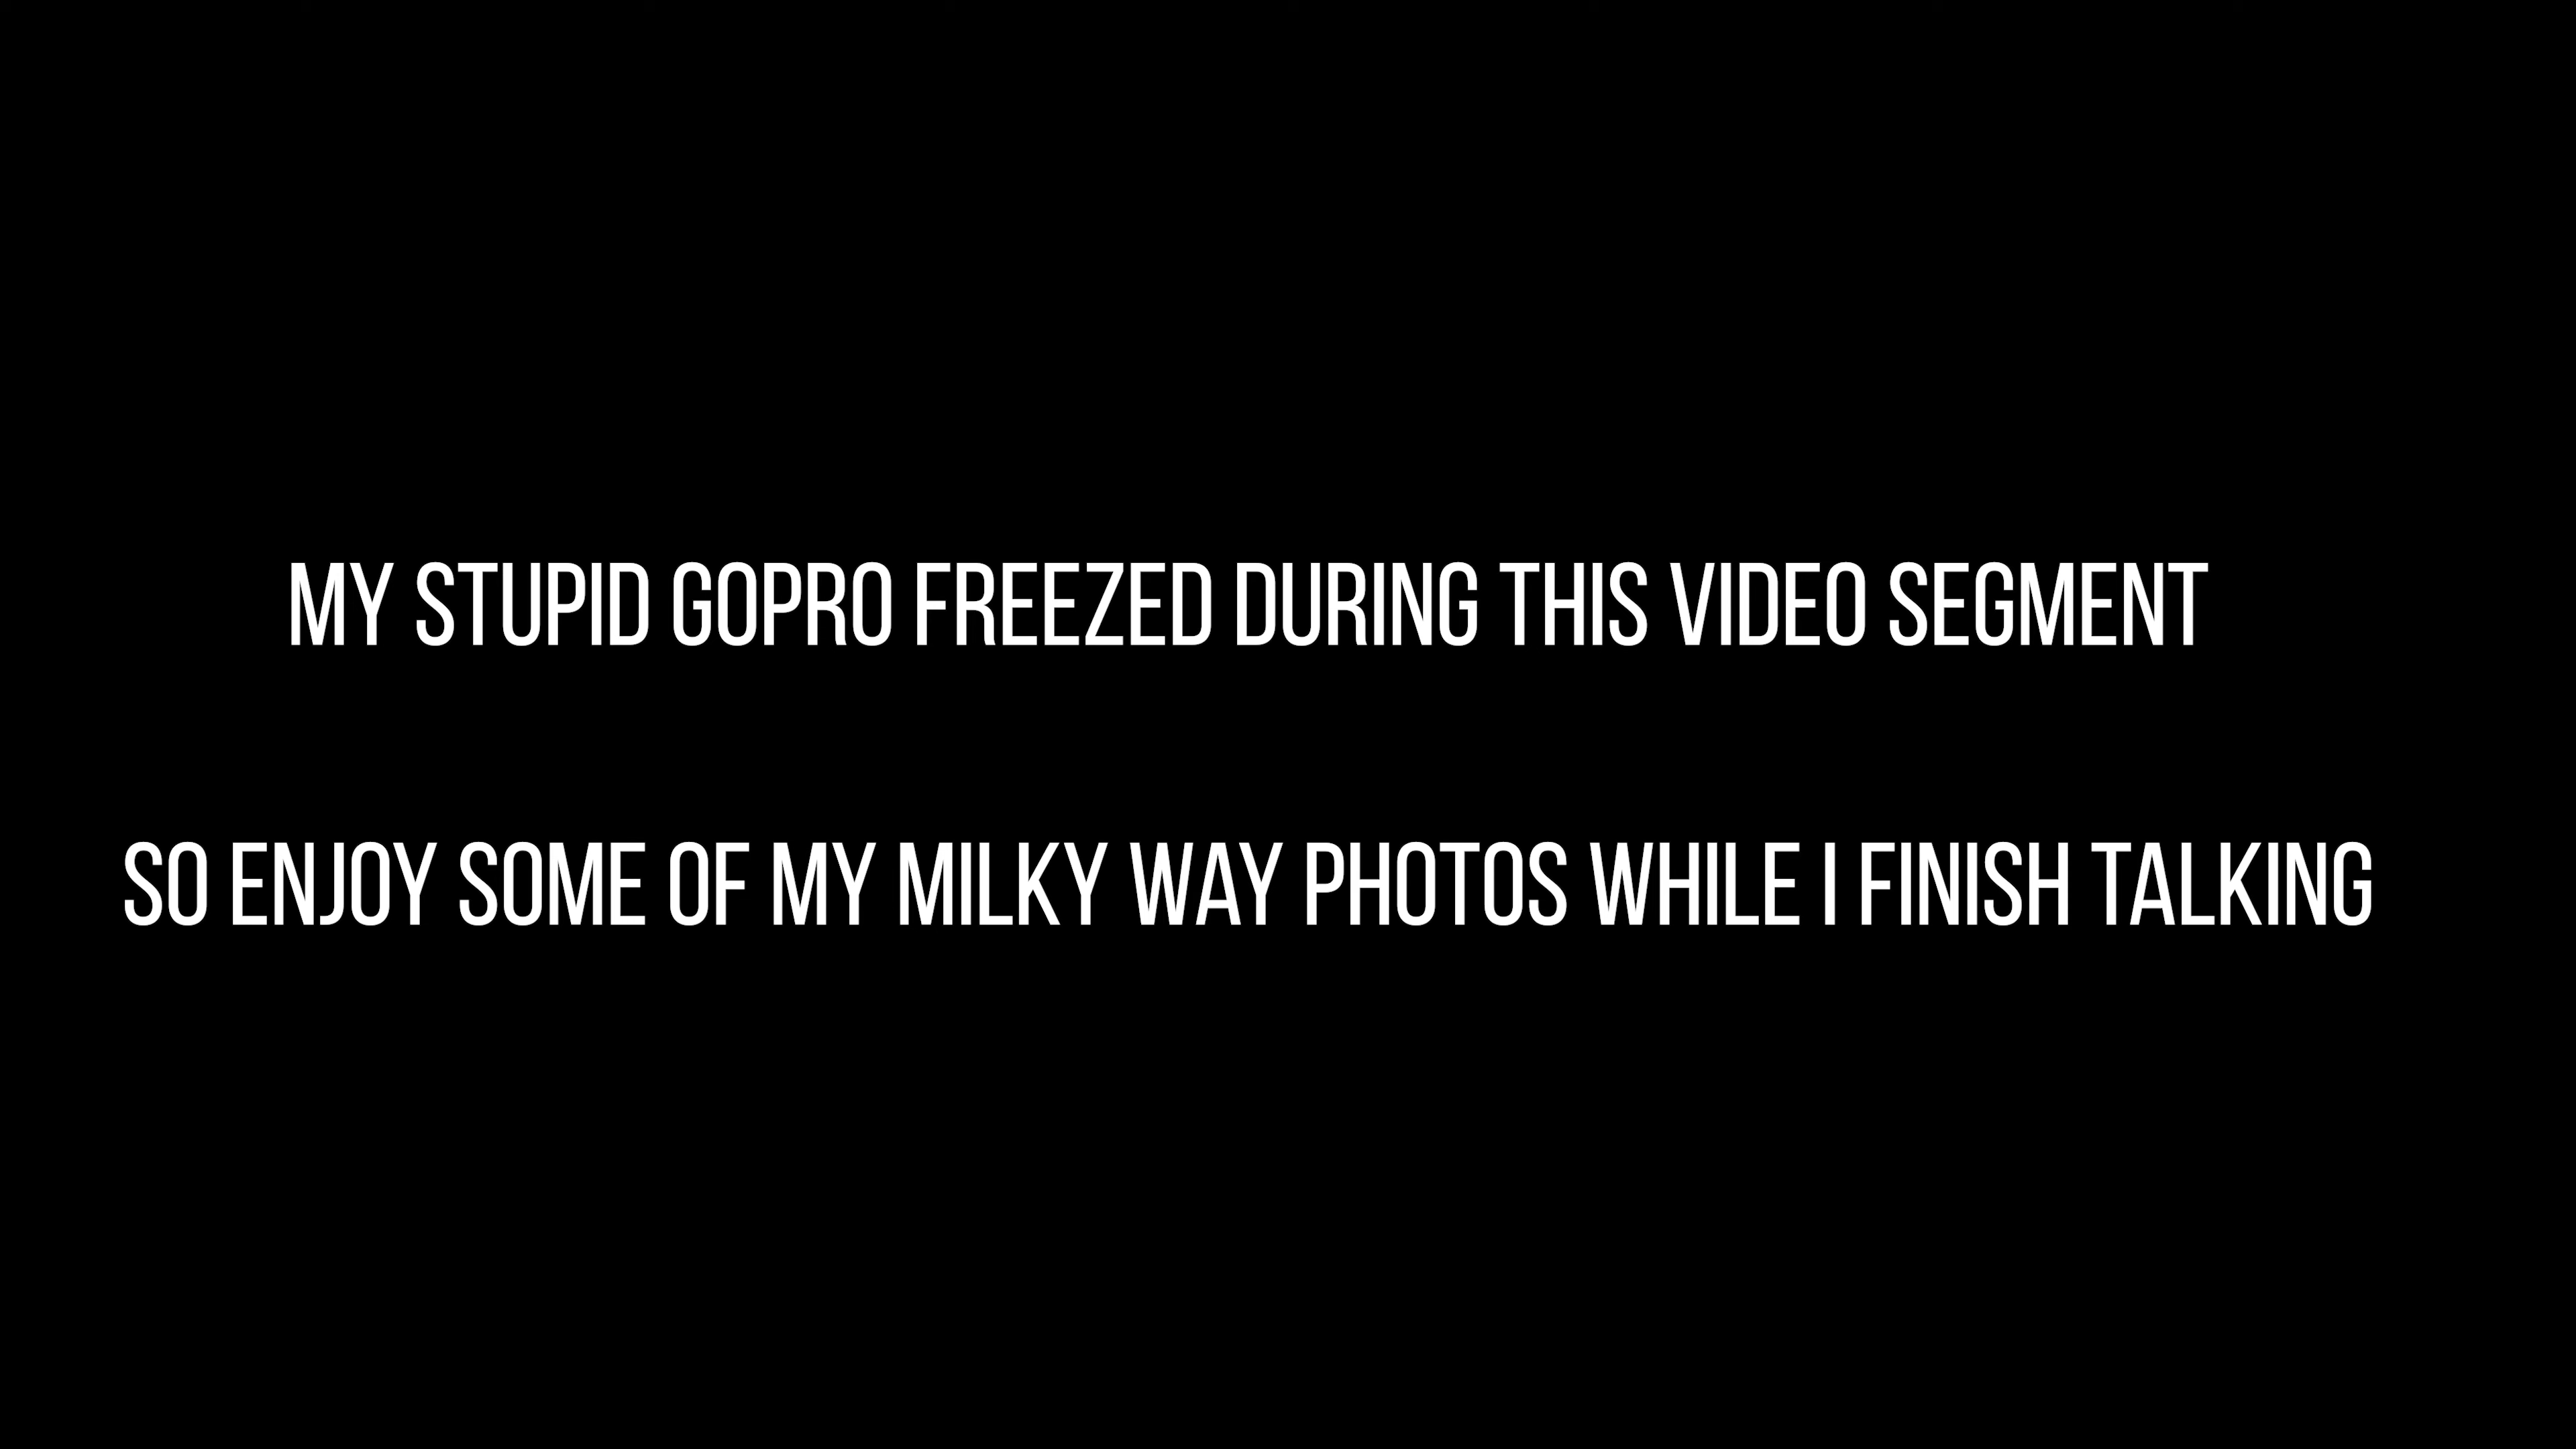 MY STUPID GOPRO FREEZED DURING THIS VIDEO SEGMENT
SO ENJOY SOME OF MY MILKY WAY PHOTOS WHILE I FINISH TALKING